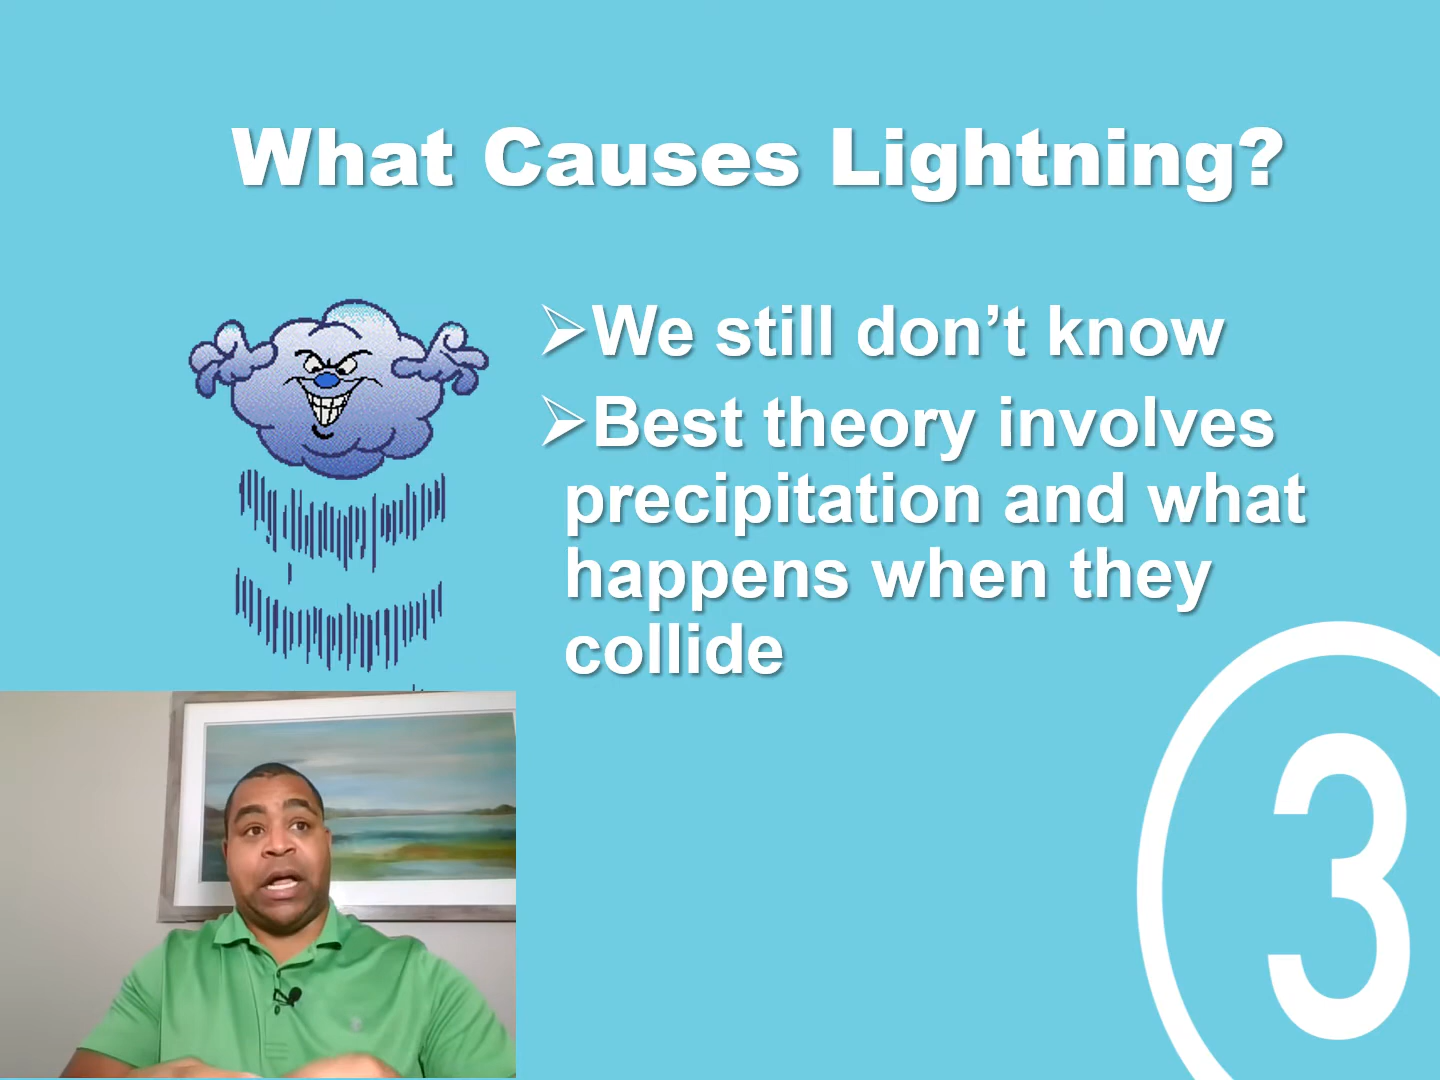 What Causes Lightning?
➢We still don’t know
➢Best theory involves
precipitation and what
happens when they
collide
3